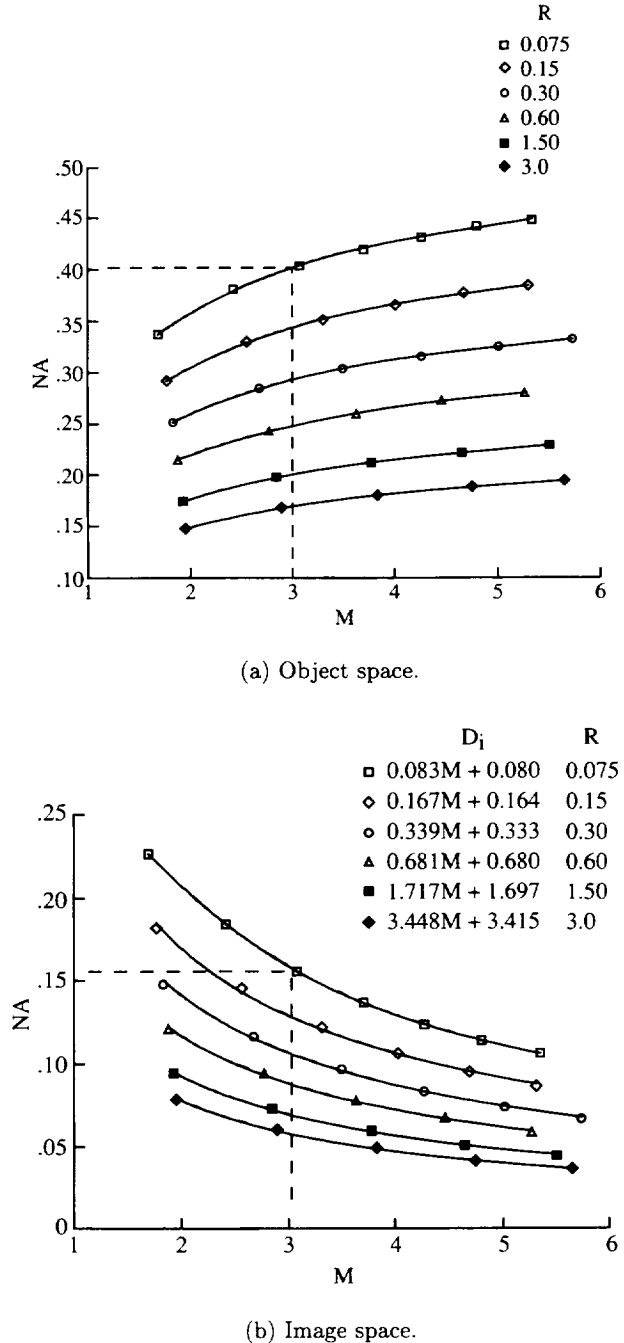 R
0.075
0.15
0.30
0.60
1.50
3.0
.50
.45
.40
.35
.30
.25
.20
.15
.10
NA
1 2 3 4 5 6
M
(a) Object space.
Di R
0.083M + 0.080 0.075
0.167M + 0.164 0.15
0.339M + 0.333 0.30
0.681M + 0.680 0.60
1.717M + 1.697 1.50
3.448M + 3.415 3.0
.25
.20
.15
.10
.05
0
NA
1 2 3 4 5 6
M
(b) Image space.